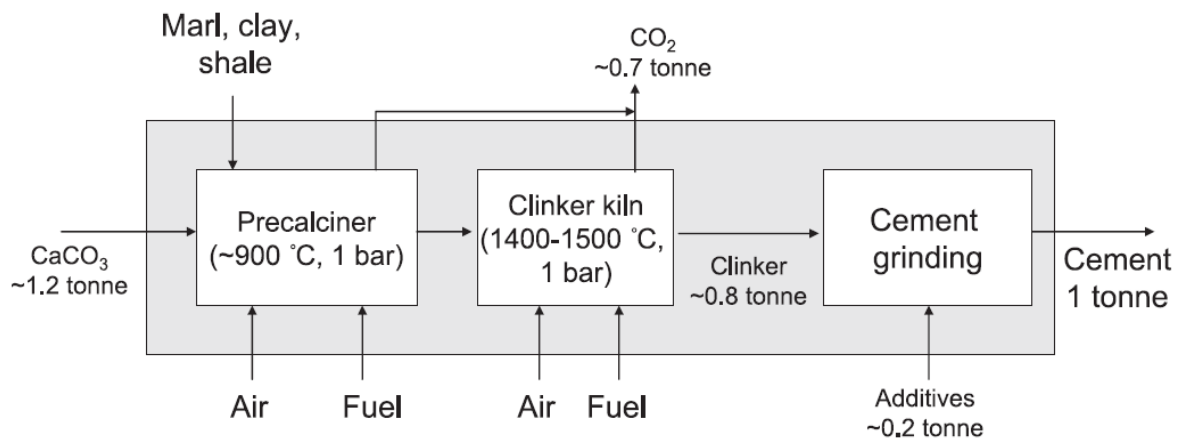 Marl, clay,
shale
CO₂
~0.7 tonne
Precalciner
(~900 ˚C, 1 bar)
Clinker kiln
(1400-1500 ˚C,
1 bar)
Cement
grinding
CaCO₃
~1.2 tonne
Clinker
~0.8 tonne
Cement
1 tonne
Air
Fuel
Air
Fuel
Additives
~0.2 tonne